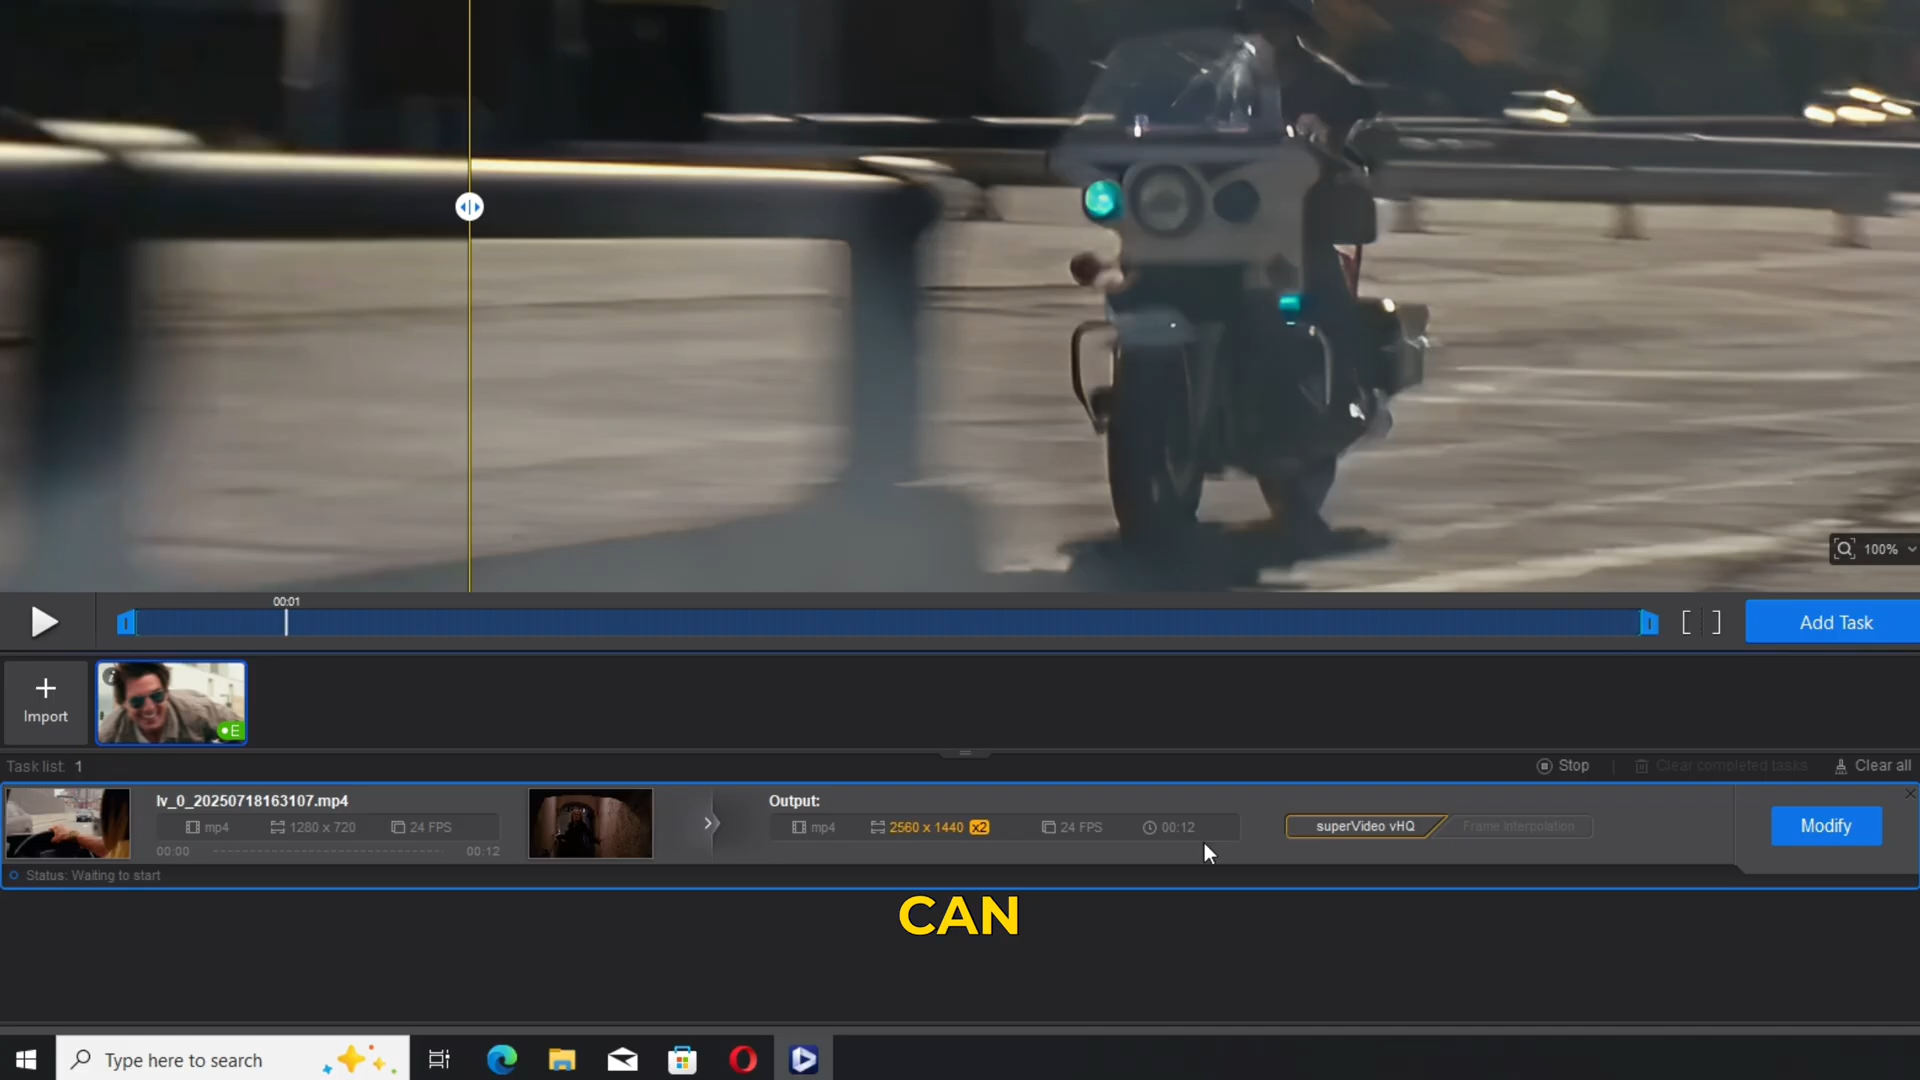 100%
00:01
Add Task
Import
E
Task list: 1
Stop
Clear completed tasks
Clear all
lv_0_20250718163107.mp4
mp4
1280 x 720
24 FPS
00:00
00:12
Output:
mp4
2560 x 1440 x2
24 FPS
00:12
superVideo vHQ
Frame Interpolation
Modify
Status: Waiting to start
CAN
Type here to search